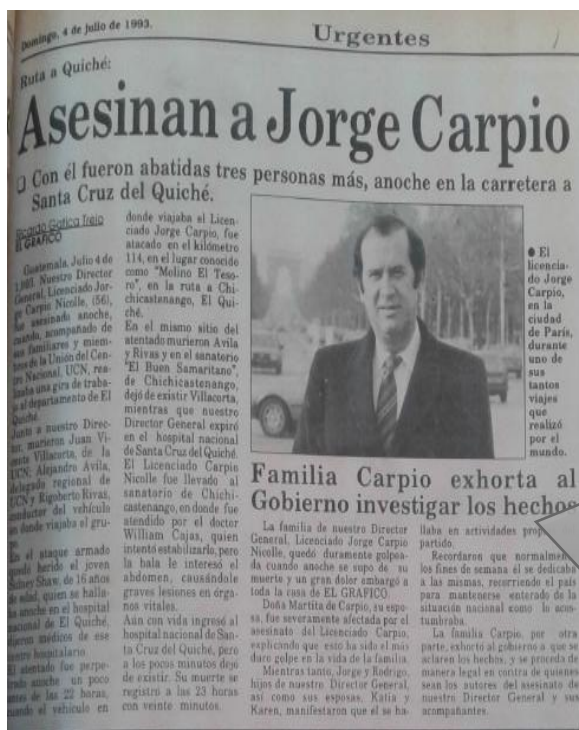 Domingo, 4 de julio de 1993.
Urgentes
Ruta a Quiché:
Asesinan a Jorge Carpio
Con él fueron abatidas tres personas más, anoche en la carretera a
Santa Cruz del Quiché.
Ricardo Gatica Trejo
EL GRAFICO
Guatemala, Julio 4 de
1,993. Nuestro Director
General, Licenciado Jor-
ge Carpio Nicolle, (56),
fue asesinado anoche,
cuando, acompañado de
sus familiares y miem-
bros de la Unión del Cen-
tro Nacional, UCN, rea-
lizaba una gira de traba-
jo al departamento de El
Quiché.
Junto a nuestro Direc-
tor, murieron Juan Vi-
cente Villacorta, de la
UCN; Alejandro Avila,
delegado regional de
UCN y Rigoberto Rivas,
conductor del vehículo
en donde viajaba el gru-
En el ataque armado
quedó herido el joven
Sidney Shaw, de 16 años
de edad, quien se halla-
anoche en el hospital
nacional de El Quiché,
dijeron médicos de ese
centro hospitalario.
El atentado fue perpe-
trado anoche un poco
antes de las 22 horas,
cuando el vehículo en
donde viajaba el Licen-
ciado Jorge Carpio, fue
atacado en el kilómetro
114, en el lugar conocido
como "Molino El Teso-
ro", en la ruta a Chi-
chicastenango, El Qui-
ché.
En el mismo sitio del
atentado murieron Avila
y Rivas y en el sanatorio
"El Buen Samaritano",
de Chichicastenango,
dejó de existir Villacorta,
mientras que nuestro
Director General expiró
en el hospital nacional
de Santa Cruz del Quiché.
El Licenciado Carpio
Nicolle fue llevado al
sanatorio de Chichi-
castenango, en donde fue
atendido por el doctor
William Cajas, quien
intentó estabilizarlo, pero
la bala le interesó el
abdomen, causándole
graves lesiones en órga-
nos vitales.
Aún con vida ingresó al
hospital nacional de San-
ta Cruz del Quiché, pero
a los pocos minutos dejó
de existir. Su muerte se
registró a las 23 horas
con veinte minutos.
El
licencia-
do Jorge
Carpio,
en la
ciudad
de París,
durante
uno de
sus
tantos
viajes
que
realizó
por el
mundo.
Familia Carpio exhorta al
Gobierno investigar los hechos
La familia de nuestro Director
General, Licenciado Jorge Carpio
Nicolle, quedó duramente golpea-
da cuando anoche se supo de su
muerte y un gran dolor embargó a
toda la casa de EL GRAFICO.
Doña Martita de Carpio, su espo-
sa, fue severamente afectada por el
asesinato del Licenciado Carpio,
explicando que esto ha sido el más
duro golpe en la vida de la familia.
Mientras tanto, Jorge y Rodrigo,
hijos de nuestro Director General,
así como sus esposas, Katia y
Karen, manifestaron que el se ha-
llaba en actividades
partido.
Recordaron que normalmen
los fines de semana él se dedicaba
a las mismas, recorriendo el país
para mantenerse enterado de la
situación nacional como lo acos-
tumbraba.
La familia Carpio, por otra
parte, exhortó al gobierno a que se
aclaren los hechos, y se proceda de
manera legal en contra de quienes
sean los autores del asesinato de
nuestro Director General y sus
acompañantes.